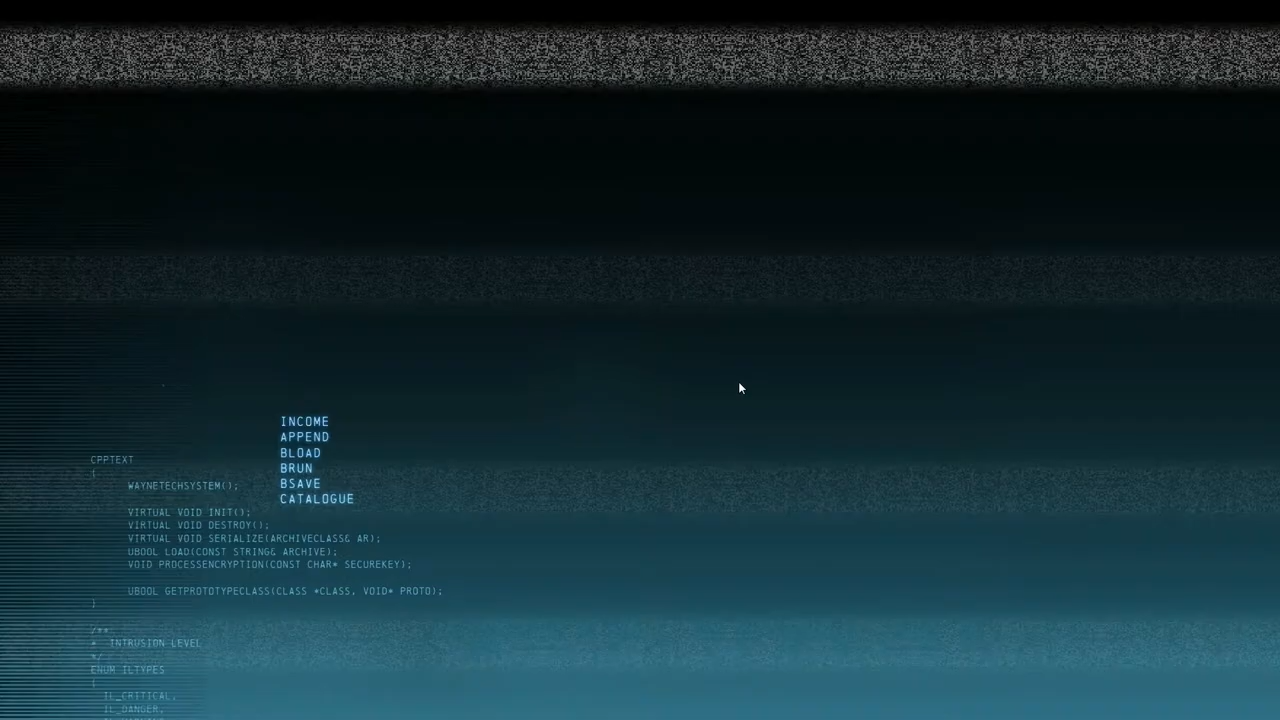 INCOME
APPEND
BLOAD
BRUN
BSAVE
CATALOGUE
CPPTEXT
{
WAYNETECHSYSTEM();
VIRTUAL VOID INIT();
VIRTUAL VOID DESTROY();
VIRTUAL VOID SERIALIZE(ARCHIVECLASS& AR);
UBOOL LOAD(CONST STRING& ARCHIVE);
VOID PROCESSENCRYPTION(CONST CHAR* SECUREKEY);
UBOOL GETPROTOTYPECLASS(CLASS *CLASS, VOID* PROTO);
}
/**
* INTRUSION LEVEL
*/
ENUM ILTYPES
{
IL_CRITICAL,
IL_DANGER,